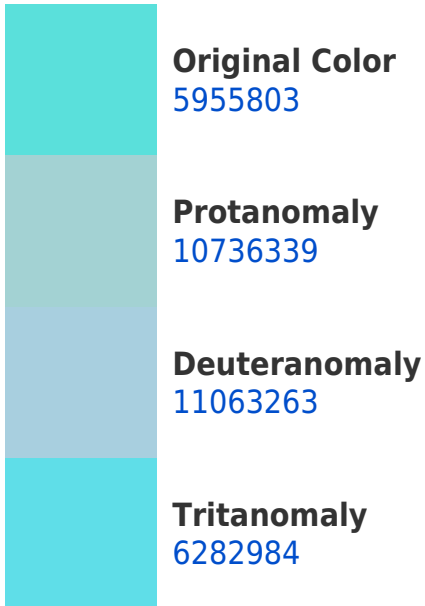 Original Color
5955803
Protanomaly
10736339
Deuteranomaly
11063263
Tritanomaly
6282984